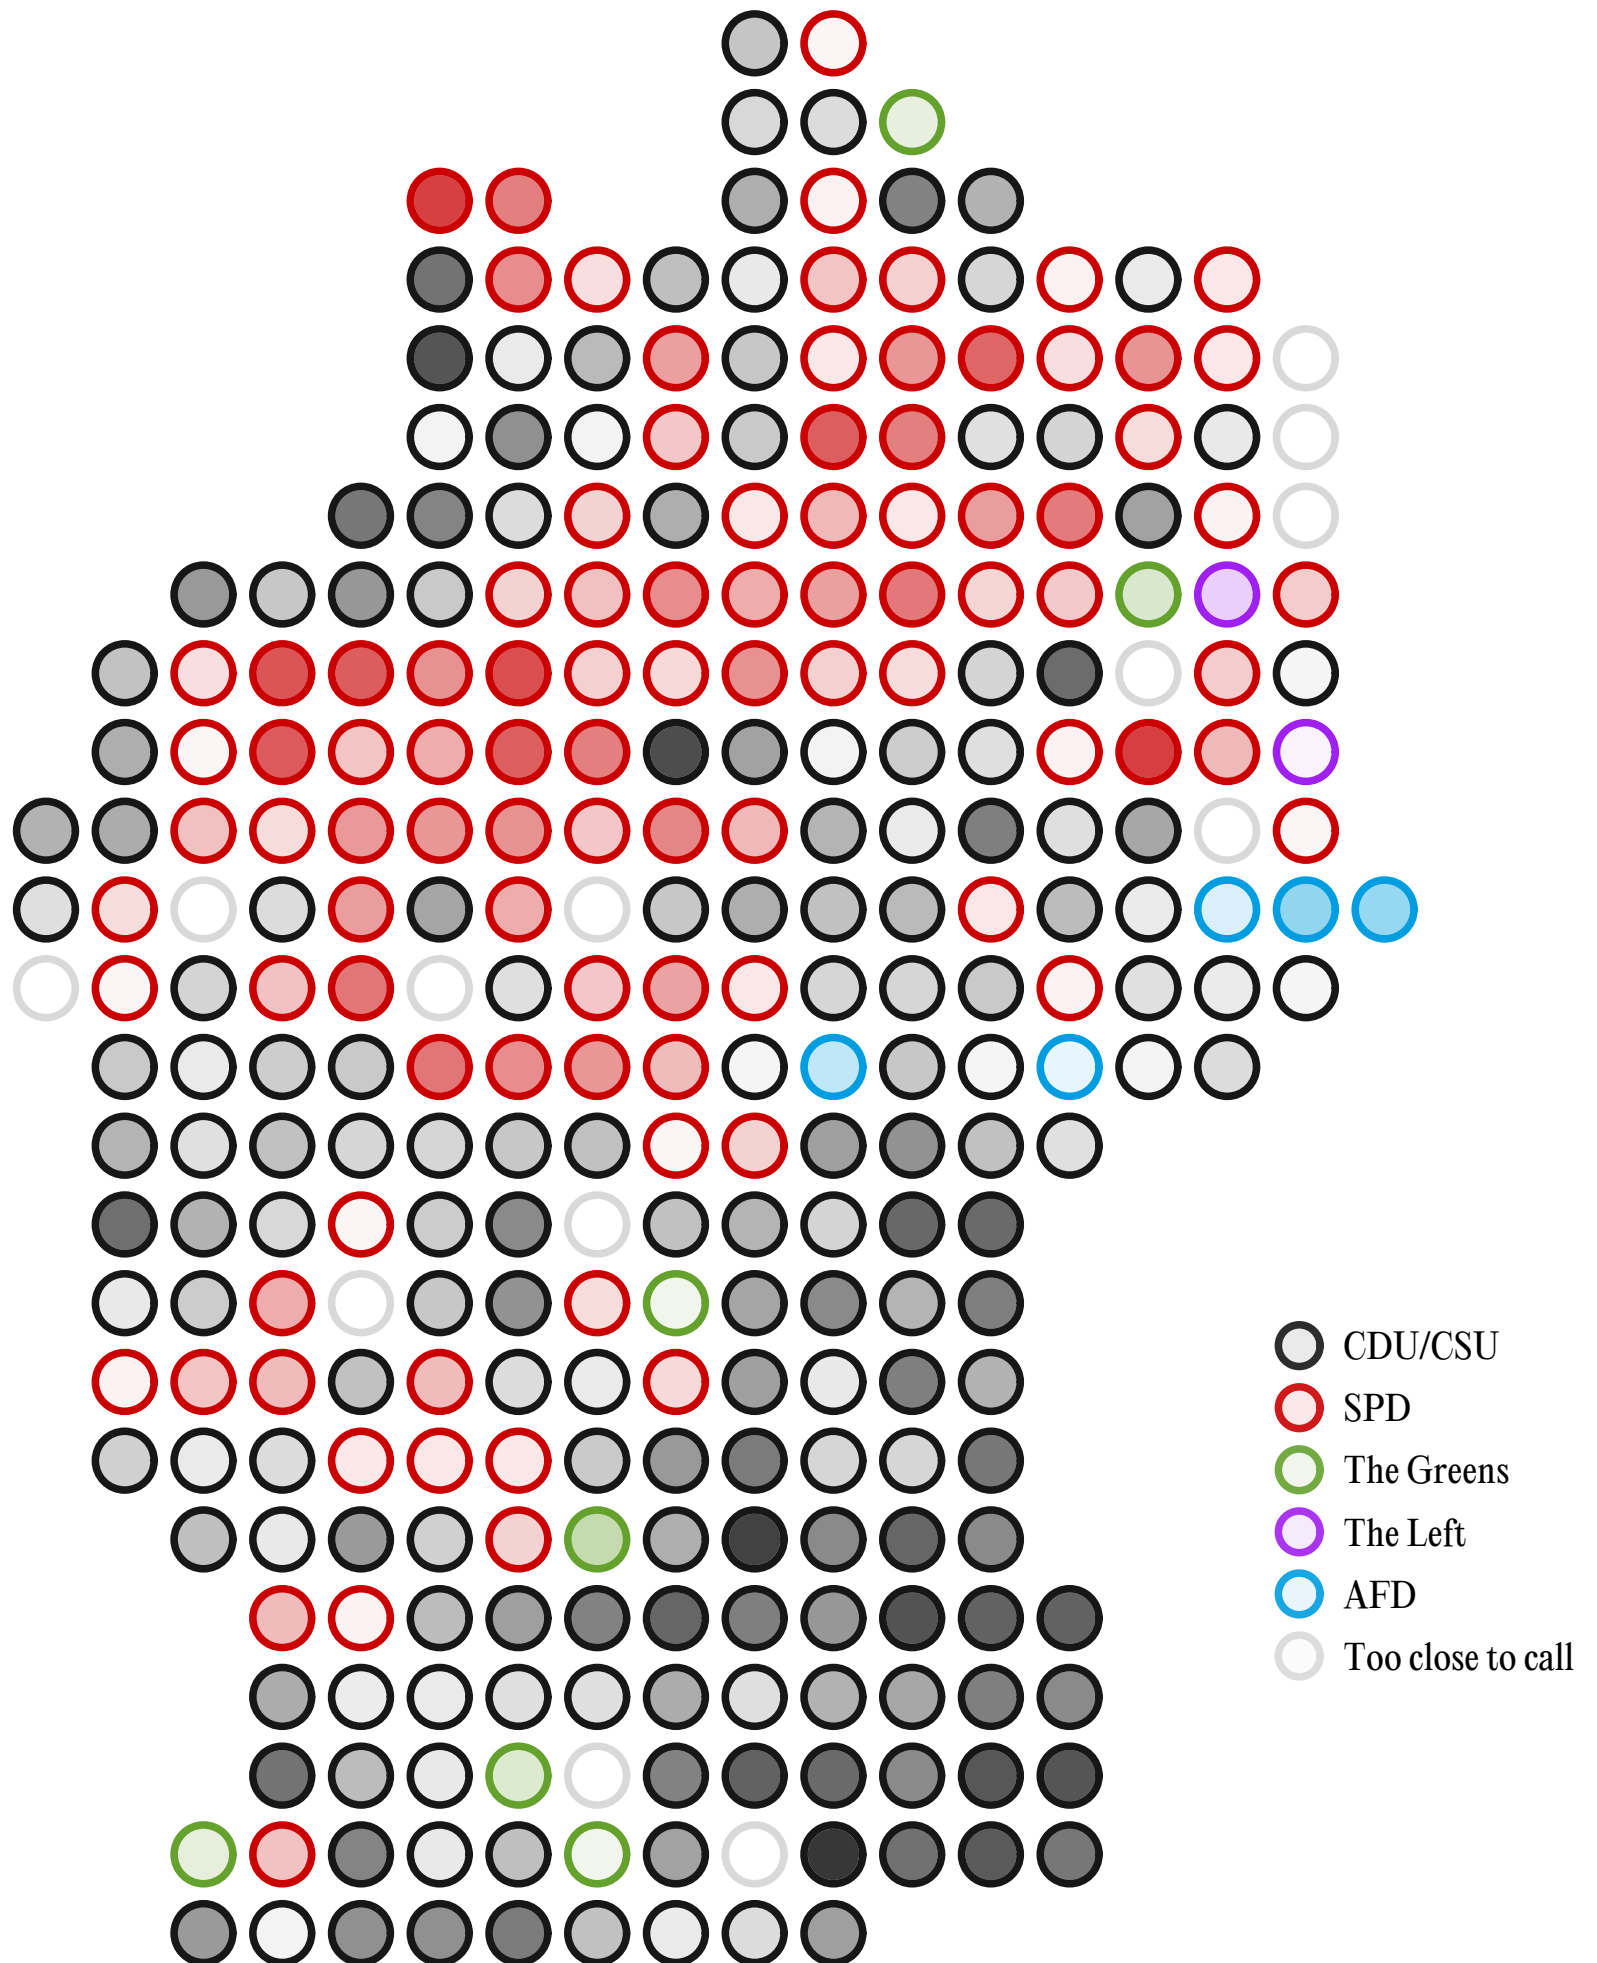 CDU/CSU
SPD
The Greens
The Left
AFD
Too close to call